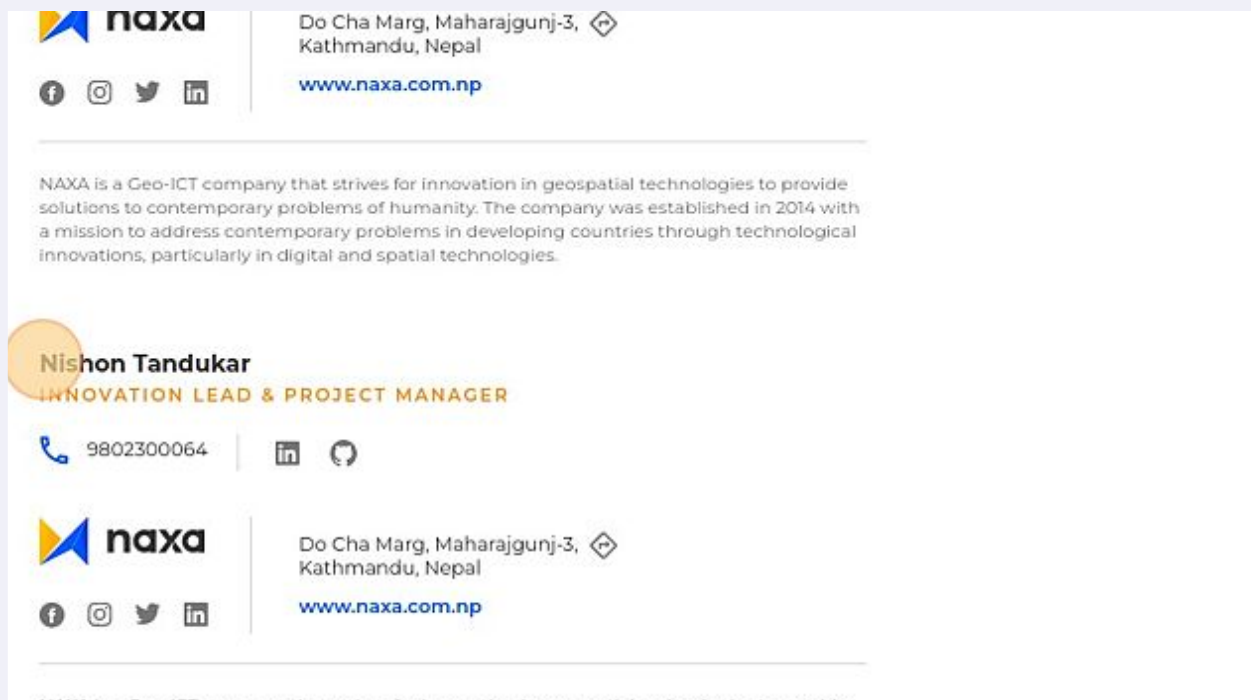 naxa
Do Cha Marg, Maharajgunj-3,
Kathmandu, Nepal
www.naxa.com.np
NAXA is a Geo-ICT company that strives for innovation in geospatial technologies to provide
solutions to contemporary problems of humanity. The company was established in 2014 with
a mission to address contemporary problems in developing countries through technological
innovations, particularly in digital and spatial technologies.
Nishon Tandukar
INNOVATION LEAD & PROJECT MANAGER
9802300064
naxa
Do Cha Marg, Maharajgunj-3,
Kathmandu, Nepal
www.naxa.com.np